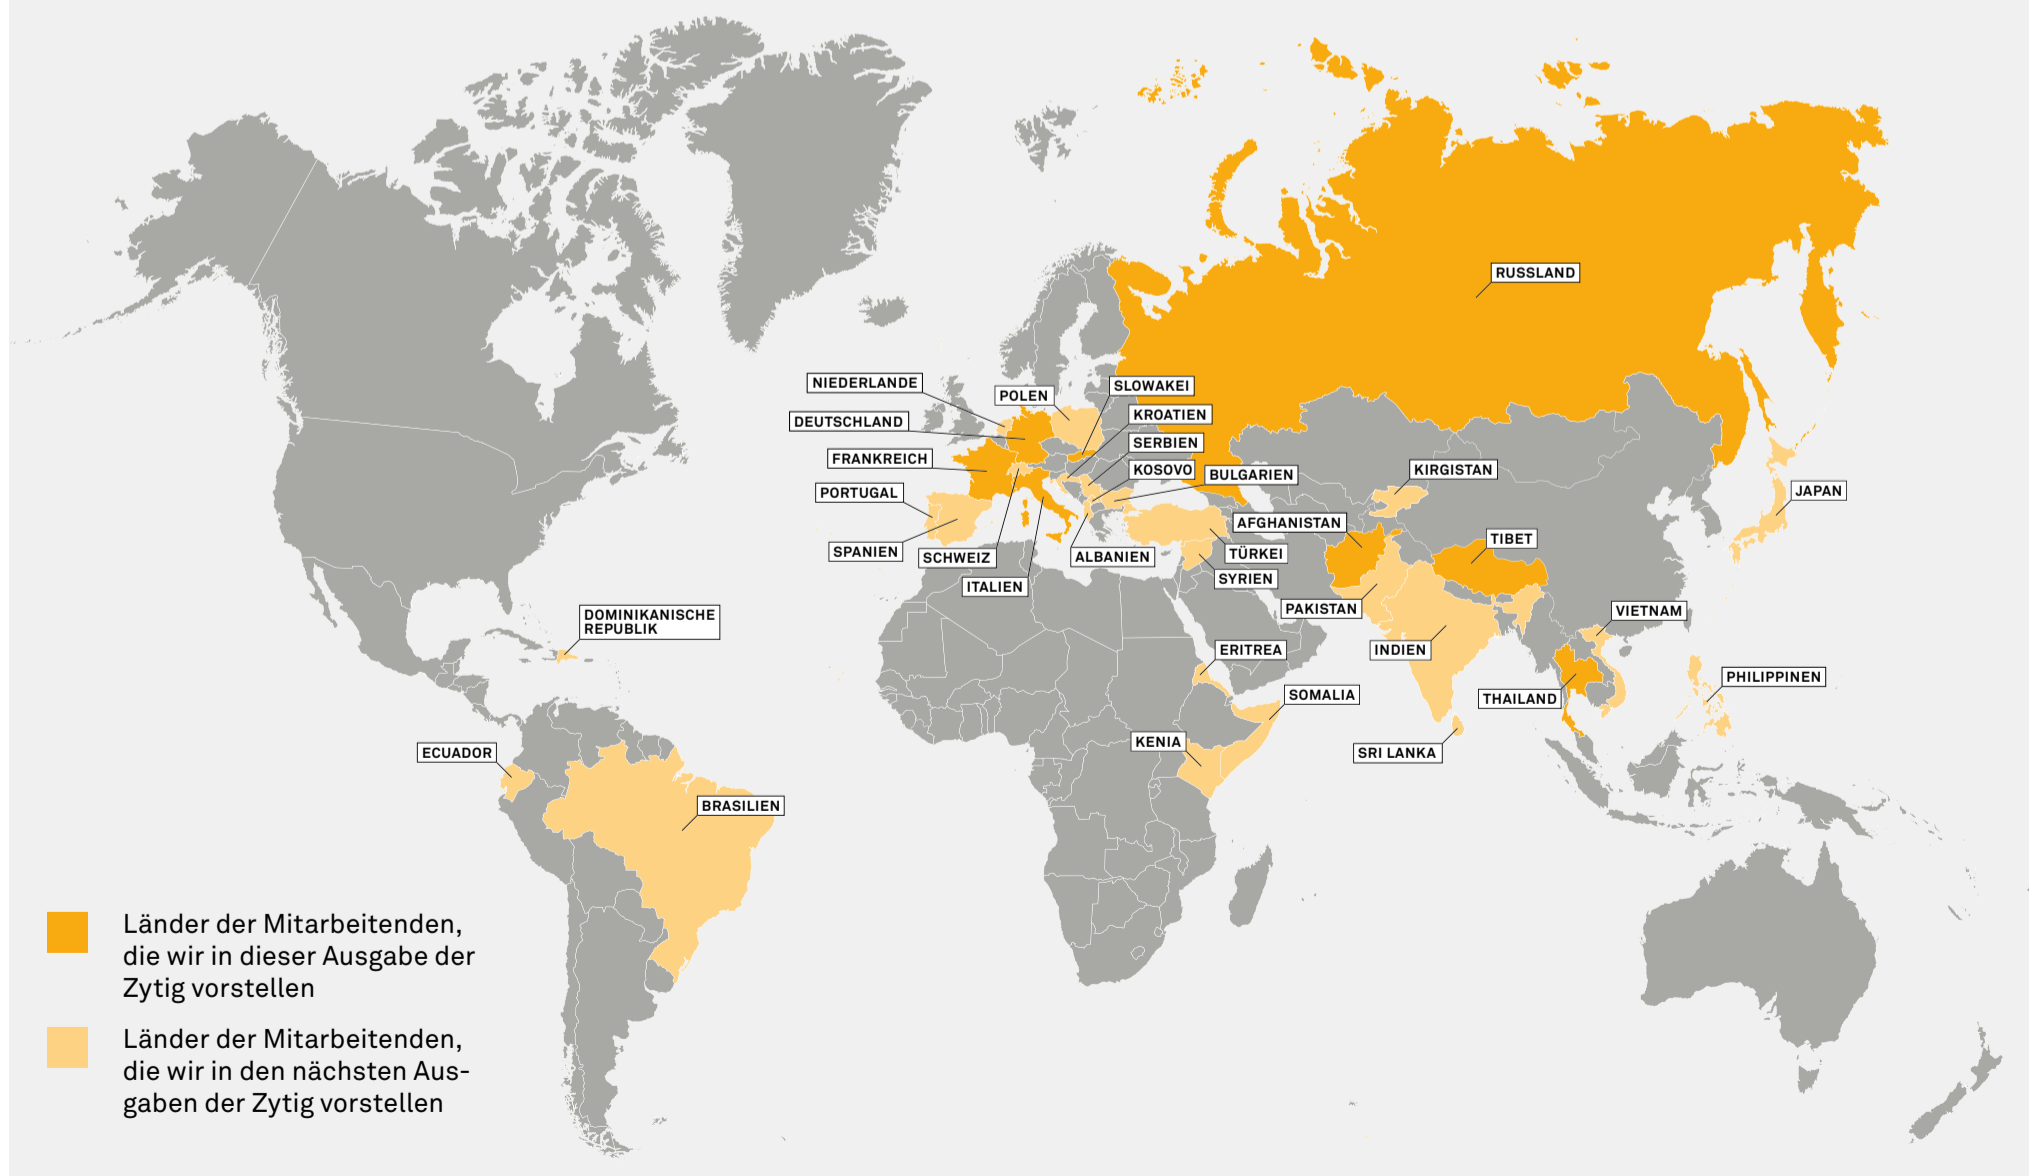 RUSSLAND
NIEDERLANDE
POLEN
SLOWAKEI
DEUTSCHLAND
KROATIEN
SERBIEN
FRANKREICH
KOSOVO
BULGARIEN
KIRGISTAN
PORTUGAL
JAPAN
AFGHANISTAN
TIBET
SPANIEN
SCHWEIZ
ALBANIEN
TÜRKEI
SYRIEN
ITALIEN
PAKISTAN
VIETNAM
DOMINIKANISCHE
REPUBLIK
ERITREA
INDIEN
PHILIPPINEN
SOMALIA
THAILAND
KENIA
SRI LANKA
ECUADOR
BRASILIEN
Länder der Mitarbeitenden,
die wir in dieser Ausgabe der
Zytig vorstellen
Länder der Mitarbeitenden,
die wir in den nächsten Aus-
gaben der Zytig vorstellen